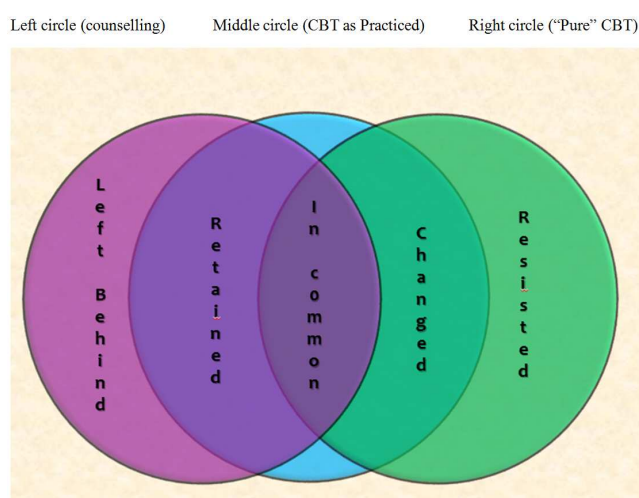 Left circle (counselling) Middle circle (CBT as Practiced) Right circle (“Pure” CBT)
Left Behind
Retained
In common
Changed
Resisted